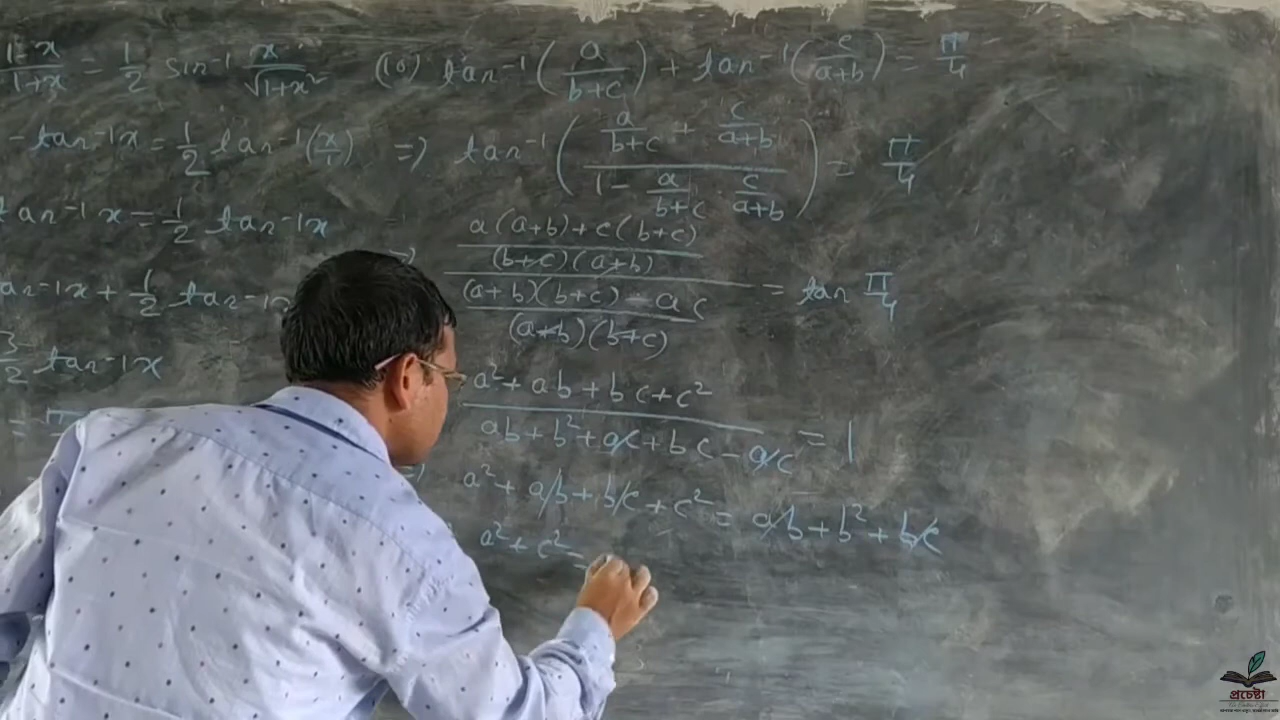 1-x/1+x = 1/2 sin⁻¹ x/√1+x²
- tan⁻¹x = 1/2 tan⁻¹(x/1)
tan⁻¹x = 1/2 tan⁻¹x
tan⁻¹x + 1/2 tan⁻¹x
3/2 tan⁻¹x
= π
(10) tan⁻¹(a/b+c) + tan⁻¹(c/a+b) = π/4
=> tan⁻¹((a/b+c + c/a+b)/(1 - a/b+c c/a+b)) = π/4
=> (a(a+b)+c(b+c)/(b+c)(a+b))/((a+b)(b+c)-ac/(a+b)(b+c)) = tan π/4
a²+ab+bc+c²/ab+b²+ac+bc-ac = 1
=> a²+ab+bc+c² = ab+b²+bc
a²+c² =
প্রচেষ্টা